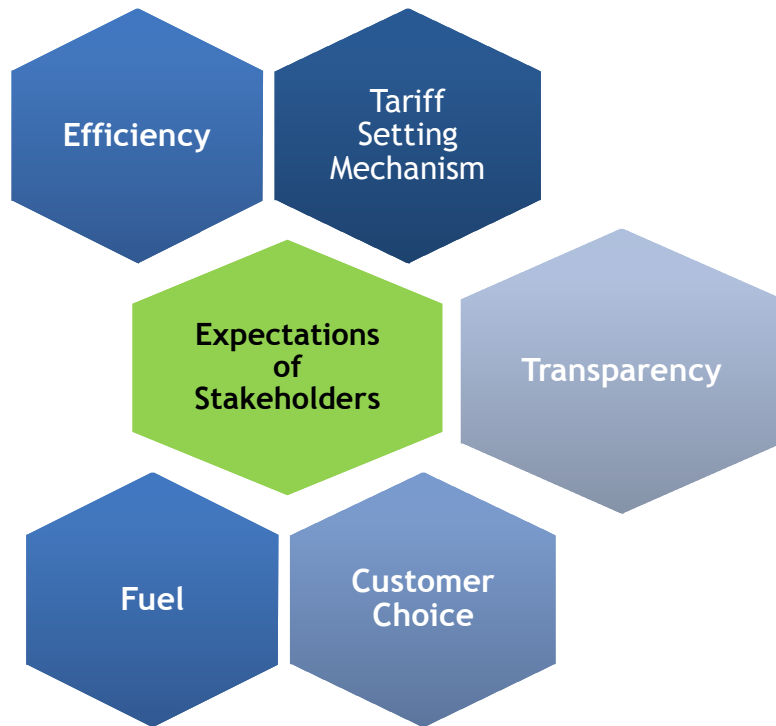 Efficiency
Tariff
Setting
Mechanism
Expectations
of
Stakeholders
Transparency
Fuel
Customer
Choice